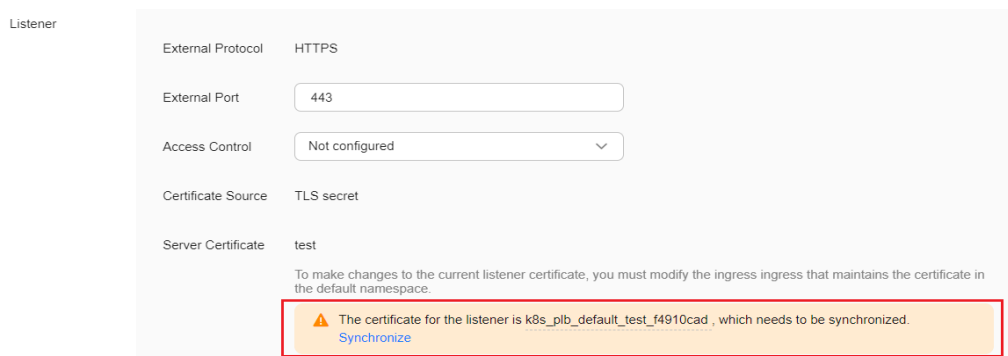 Listener
External Protocol HTTPS
External Port 443
Access Control Not configured
Certificate Source TLS secret
Server Certificate test
To make changes to the current listener certificate, you must modify the ingress ingress that maintains the certificate in
the default namespace.
The certificate for the listener is k8s_plb_default_test_f4910cad , which needs to be synchronized.
Synchronize